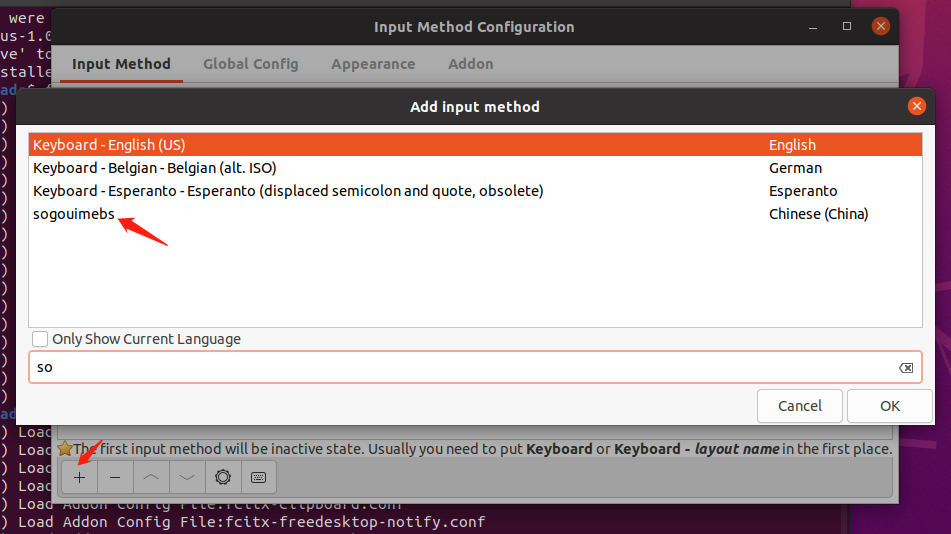 were
Input Method Configuration
us-1.0
ve' to
Input Method Global Config Appearance Addon
stalle
ade$
Add input method
Keyboard - English (US) English
Keyboard - Belgian - Belgian (alt. ISO) German
Keyboard - Esperanto - Esperanto (displaced semicolon and quote, obsolete) Esperanto
sogouimebs Chinese (China)
Only Show Current Language
so
Cancel OK
) Load
The first input method will be inactive state. Usually you need to put Keyboard or Keyboard - layout name in the first place.
) Load
) Load
) Load
) Load Addon Config File:fcitx-clipboard.conf
) Load Addon Config File:fcitx-freedesktop-notify.conf